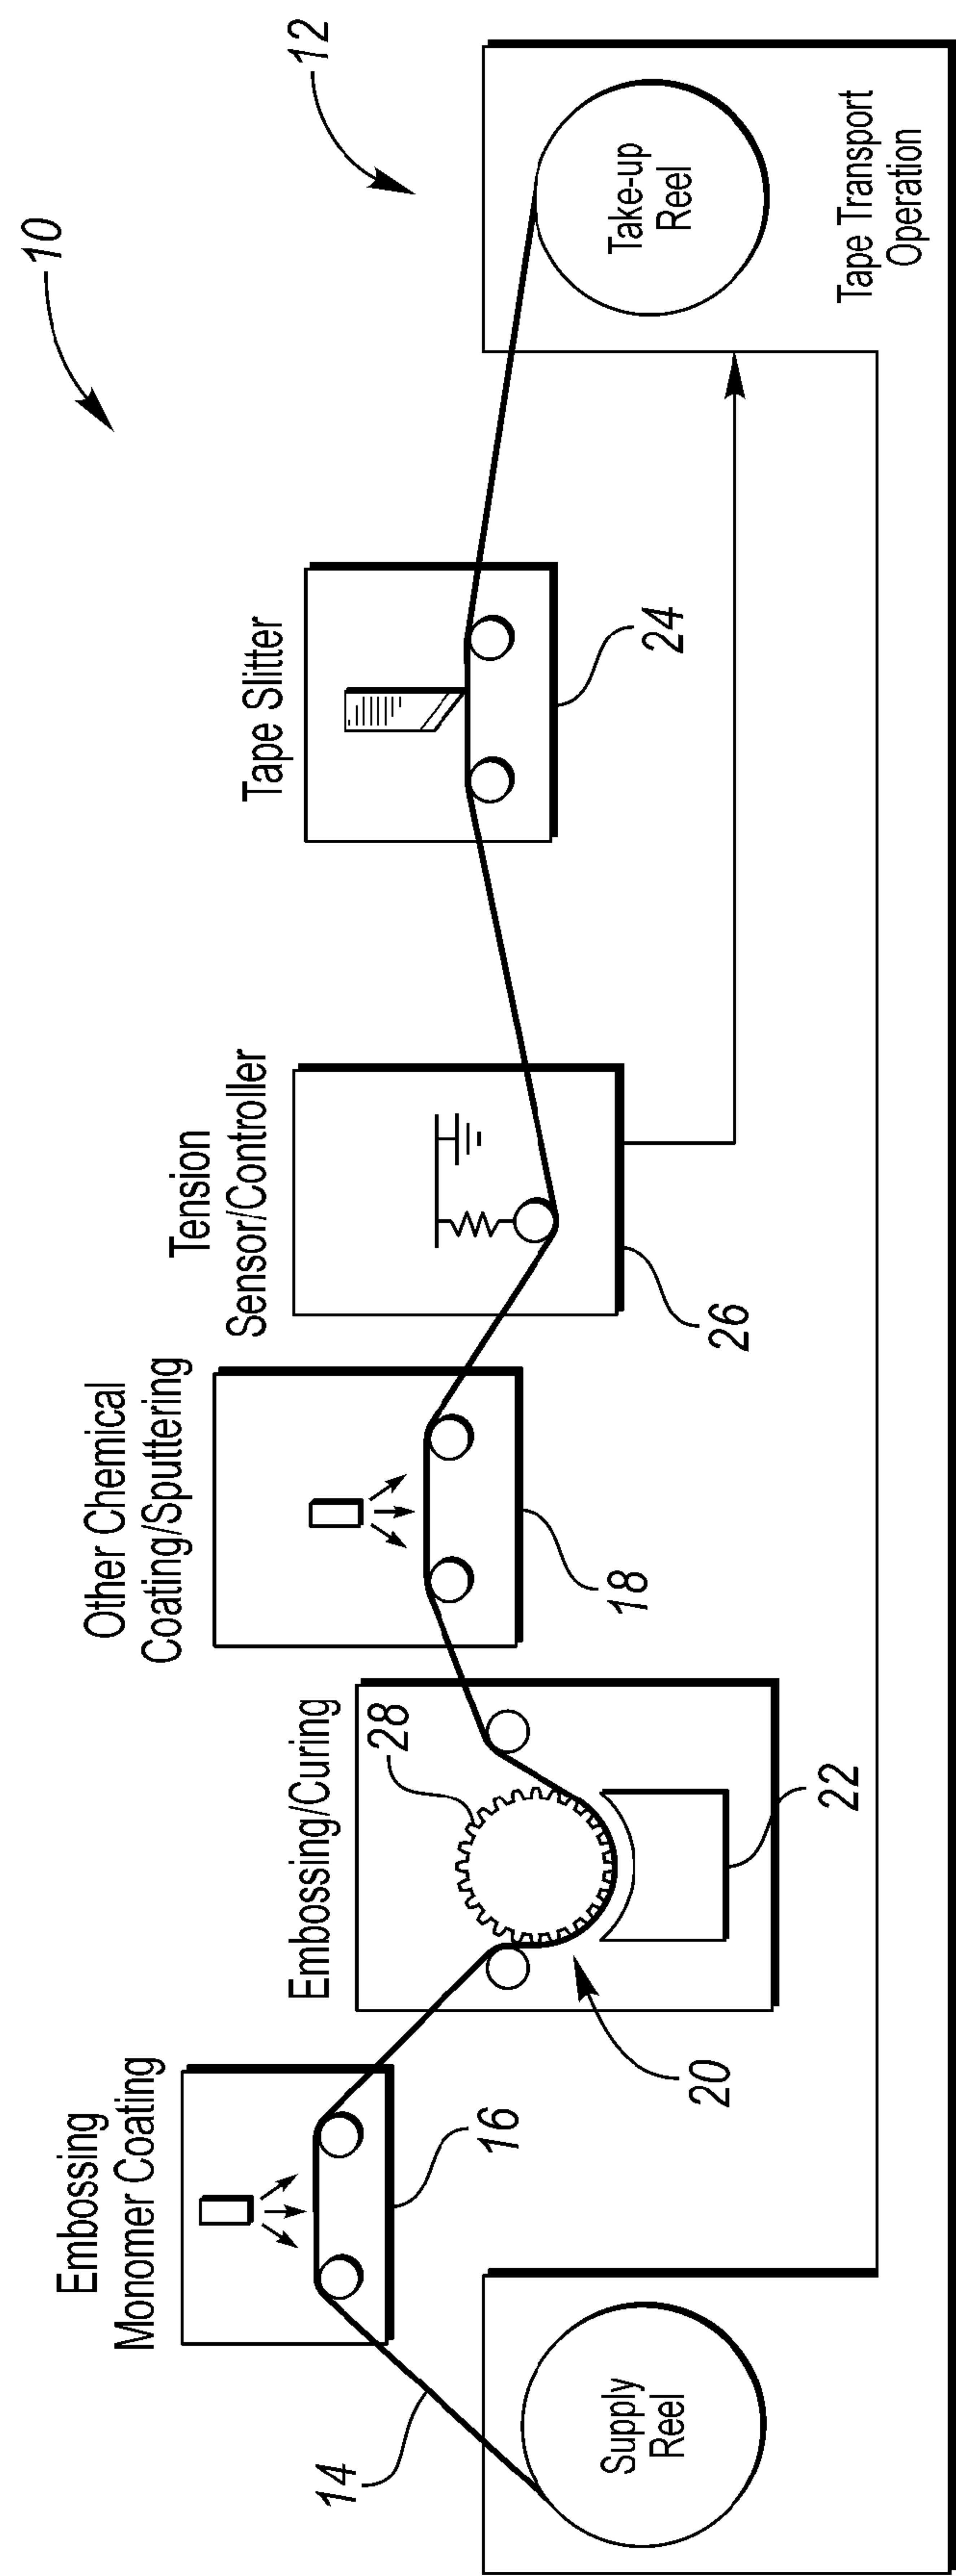 10
12
Embossing
Monomer Coating
16
14
Supply
Reel
Embossing/Curing
28
20
22
Other Chemical
Coating/Sputtering
18
Tension
Sensor/Controller
26
Tape Slitter
24
Take-up
Reel
Tape Transport
Operation